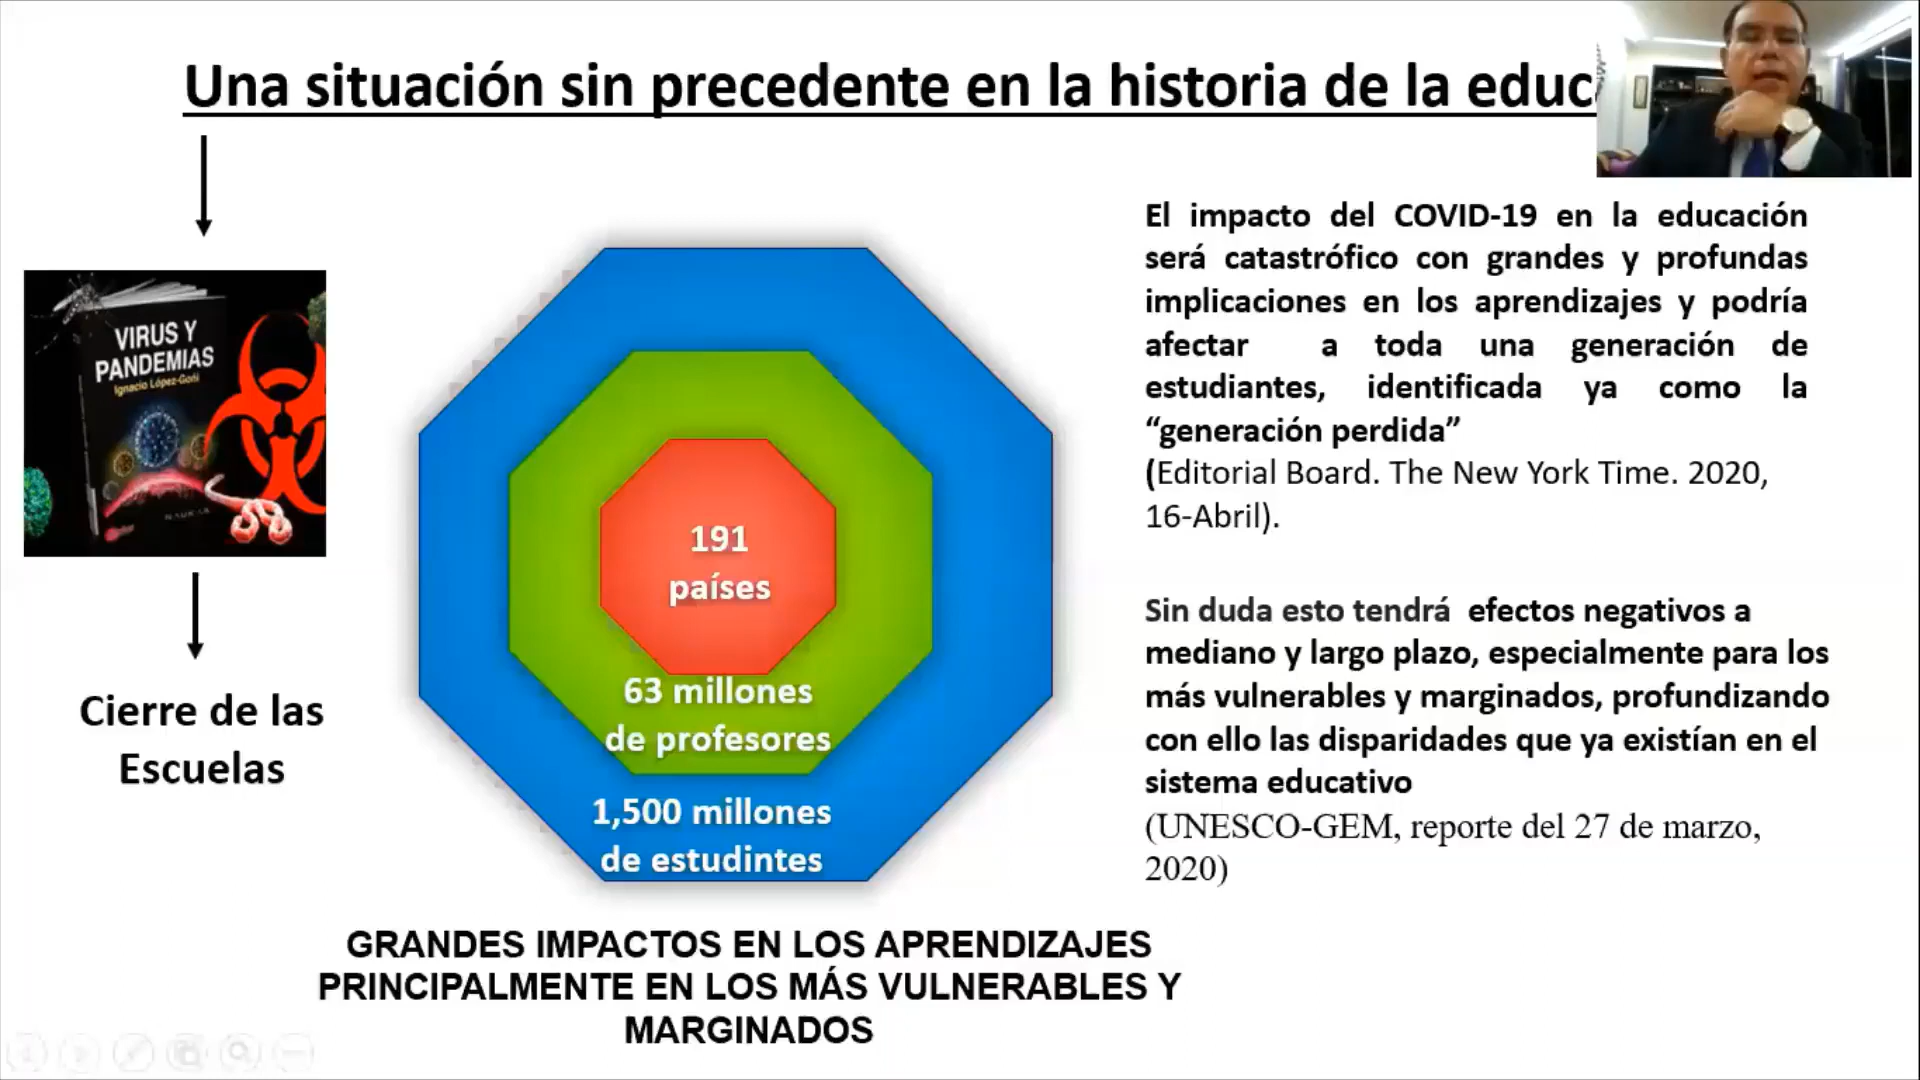 Una situación sin precedente en la historia de la educ
VIRUS Y
PANDEMIAS
Ignacio López-Goñi
Cierre de las
Escuelas
191
países
63 millones
de profesores
1,500 millones
de estudintes
GRANDES IMPACTOS EN LOS APRENDIZAJES
PRINCIPALMENTE EN LOS MÁS VULNERABLES Y
MARGINADOS
El impacto del COVID-19 en la educación
será catastrófico con grandes y profundas
implicaciones en los aprendizajes y podría
afectar a toda una generación de
estudiantes, identificada ya como la
“generación perdida”
(Editorial Board. The New York Time. 2020,
16-Abril).
Sin duda esto tendrá efectos negativos a
mediano y largo plazo, especialmente para los
más vulnerables y marginados, profundizando
con ello las disparidades que ya existían en el
sistema educativo
(UNESCO-GEM, reporte del 27 de marzo,
2020)